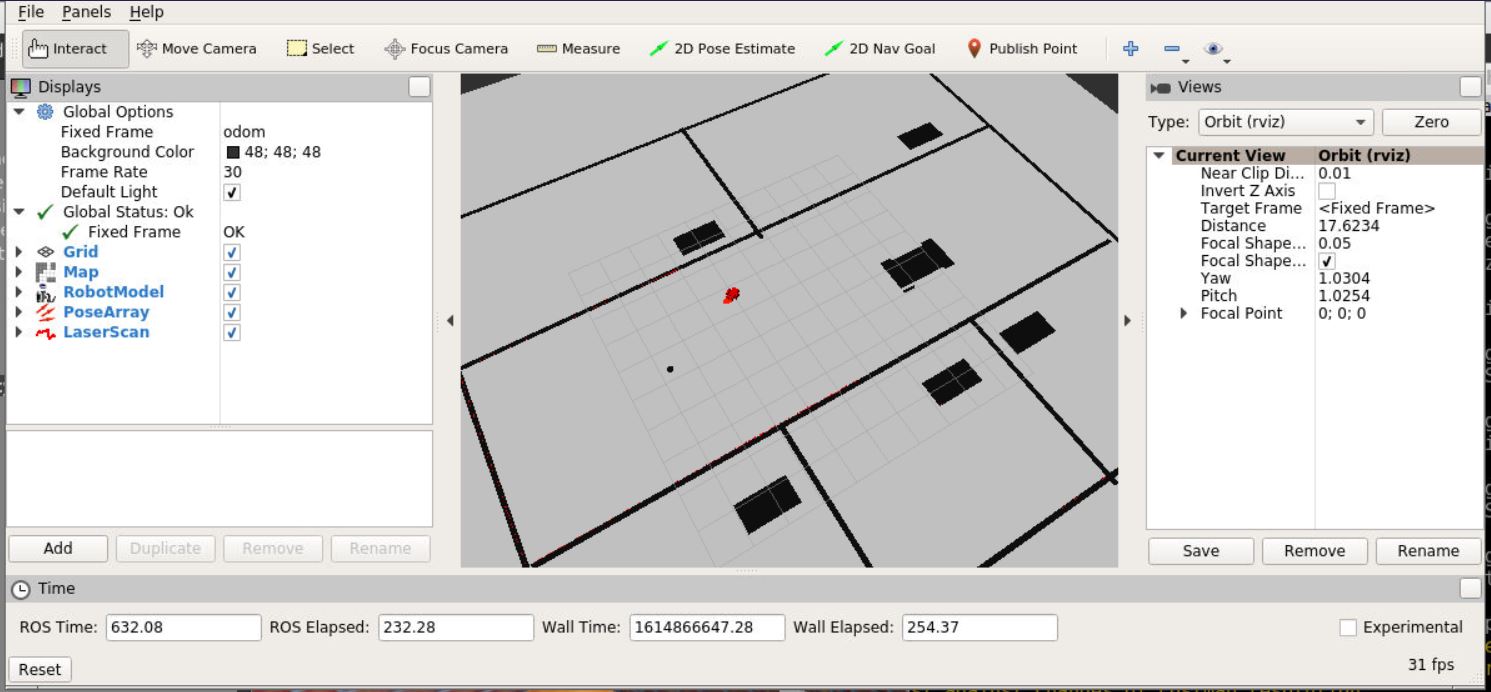 File Panels Help
Interact Move Camera Select Focus Camera Measure 2D Pose Estimate 2D Nav Goal Publish Point
Displays
Global Options
Fixed Frame odom
Background Color 48; 48; 48
Frame Rate 30
Default Light
Global Status: Ok
Fixed Frame OK
Grid
Map
RobotModel
PoseArray
LaserScan
Add Duplicate Remove Rename
Views
Type: Orbit (rviz) Zero
Current View Orbit (rviz)
Near Clip Di... 0.01
Invert Z Axis
Target Frame <Fixed Frame>
Distance 17.6234
Focal Shape... 0.05
Focal Shape...
Yaw 1.0304
Pitch 1.0254
Focal Point 0; 0; 0
Save Remove Rename
Time
ROS Time: 632.08 ROS Elapsed: 232.28 Wall Time: 1614866647.28 Wall Elapsed: 254.37 Experimental
Reset 31 fps